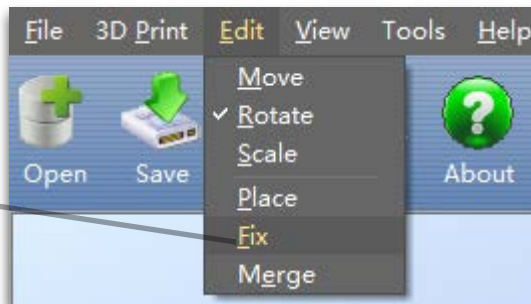 File 3D Print Edit View Tools Help
Move
Rotate
Scale
Open Save About
Place
Fix
Merge